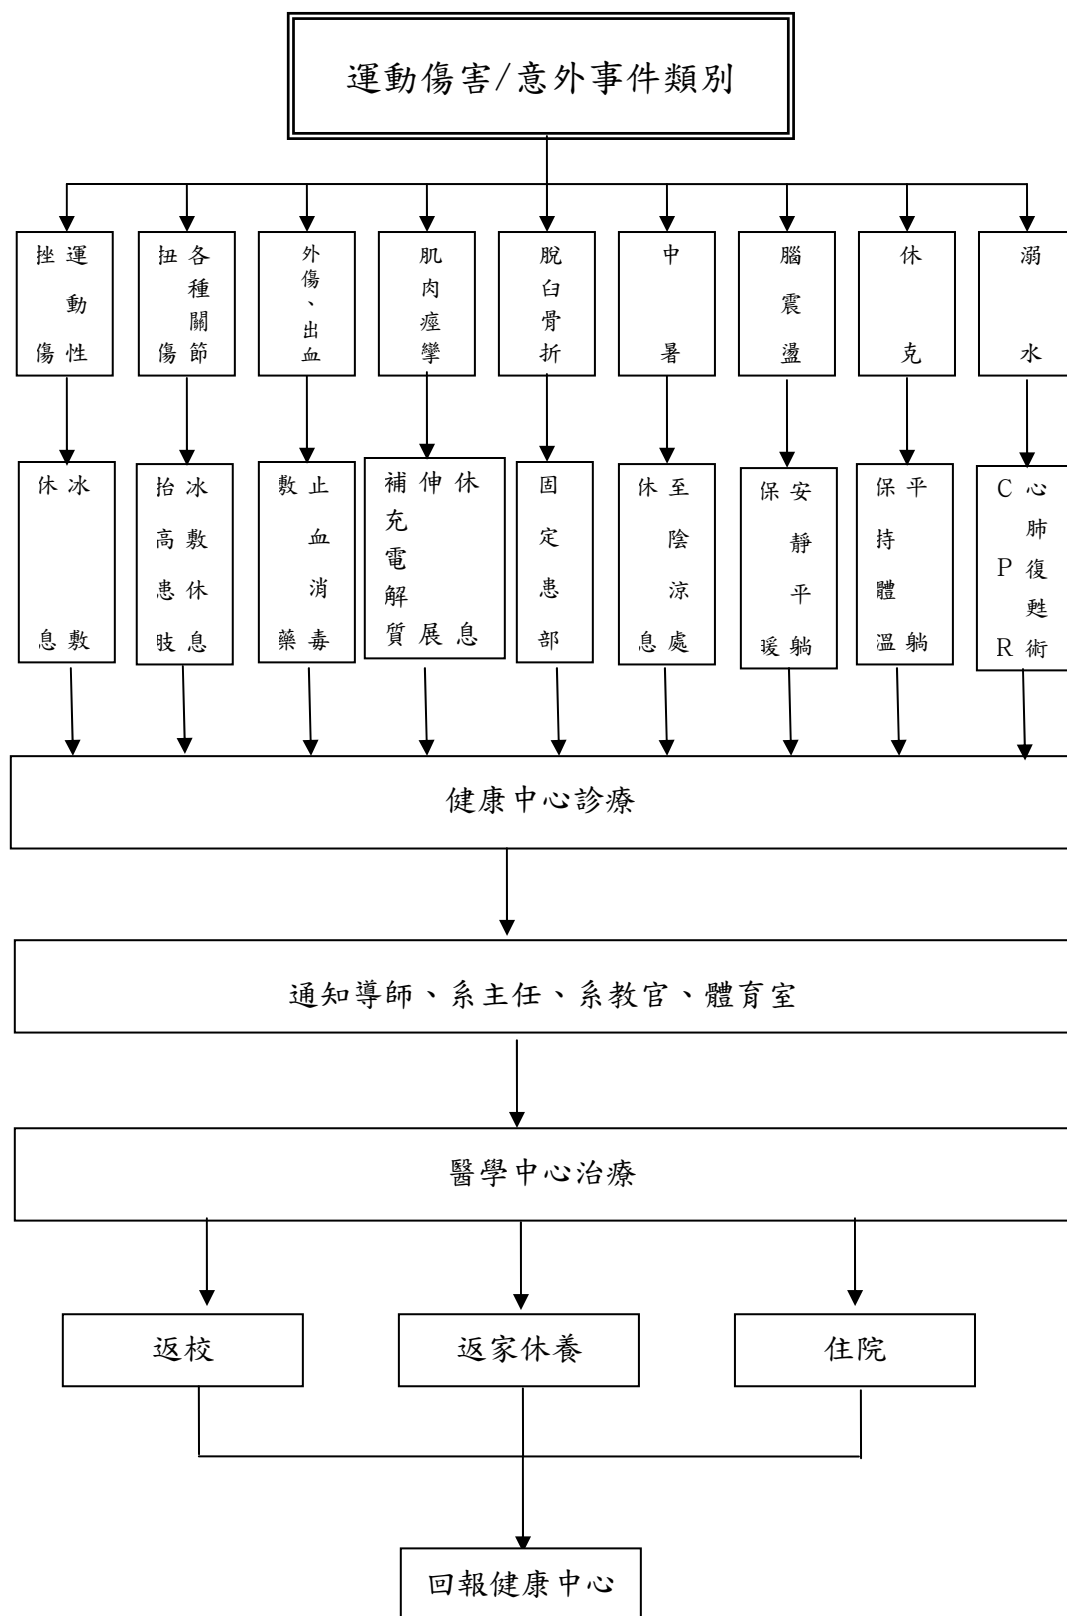 運動傷害/意外事件類別
運動性
挫傷
各種關節
扭傷
外傷、出血
肌肉痙攣
脫臼骨折
中暑
腦震盪
休克
溺水
冰敷
休息
冰敷休息
抬高患肢
止血消毒
敷藥
休息
伸展
補充電解質
固定患部
至陰涼處
休息
安靜平躺
保暖
平躺
保持體溫
心肺復甦術
CPR
健康中心診療
通知導師、系主任、系教官、體育室
醫學中心治療
返校
返家休養
住院
回報健康中心